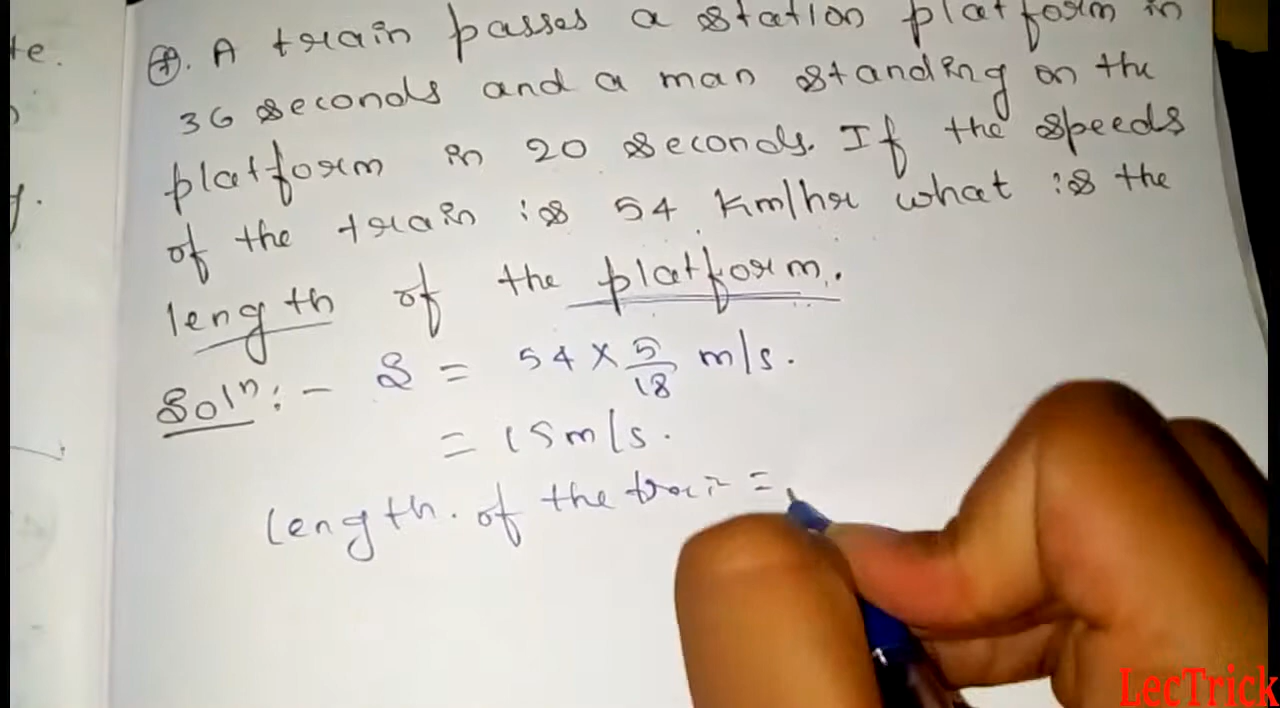 te.
⑦. A train passes a station platform in
36 seconds and a man standing on the
platform in 20 seconds. If the speeds
of the train is 54 Km/hr what is the
length of the platform.
Solⁿ:- S = 54 × 5/18 m/s.
= 15m/s.
length. of the train =
LecTrick